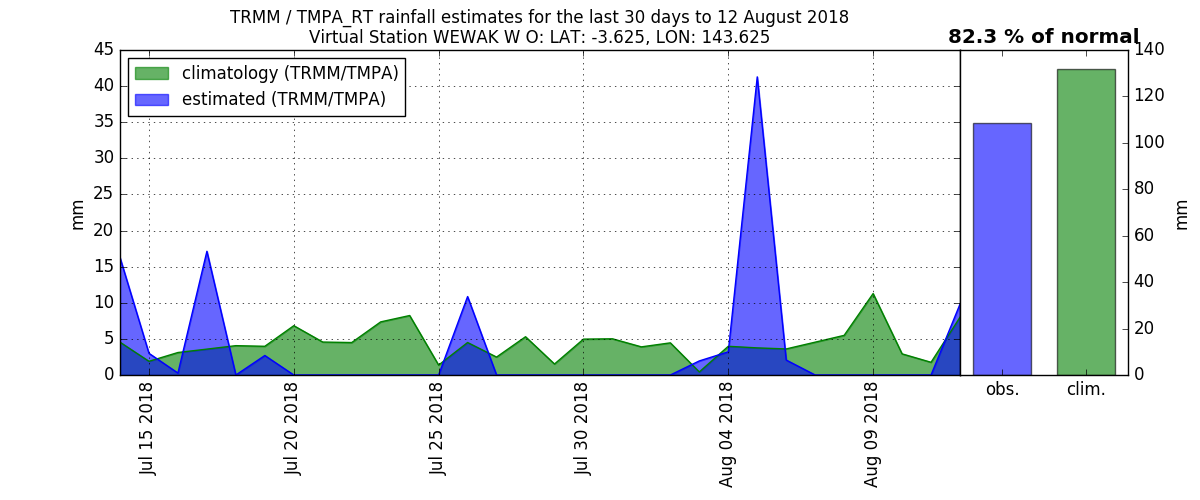 TRMM / TMPA_RT rainfall estimates for the last 30 days to 12 August 2018
Virtual Station WEWAK W O: LAT: -3.625, LON: 143.625
82.3 % of normal
climatology (TRMM/TMPA)
estimated (TRMM/TMPA)
mm
45
40
35
30
25
20
15
10
5
0
Jul 15 2018
Jul 20 2018
Jul 25 2018
Jul 30 2018
Aug 04 2018
Aug 09 2018
obs.
clim.
140
120
100
80
60
40
20
0
mm